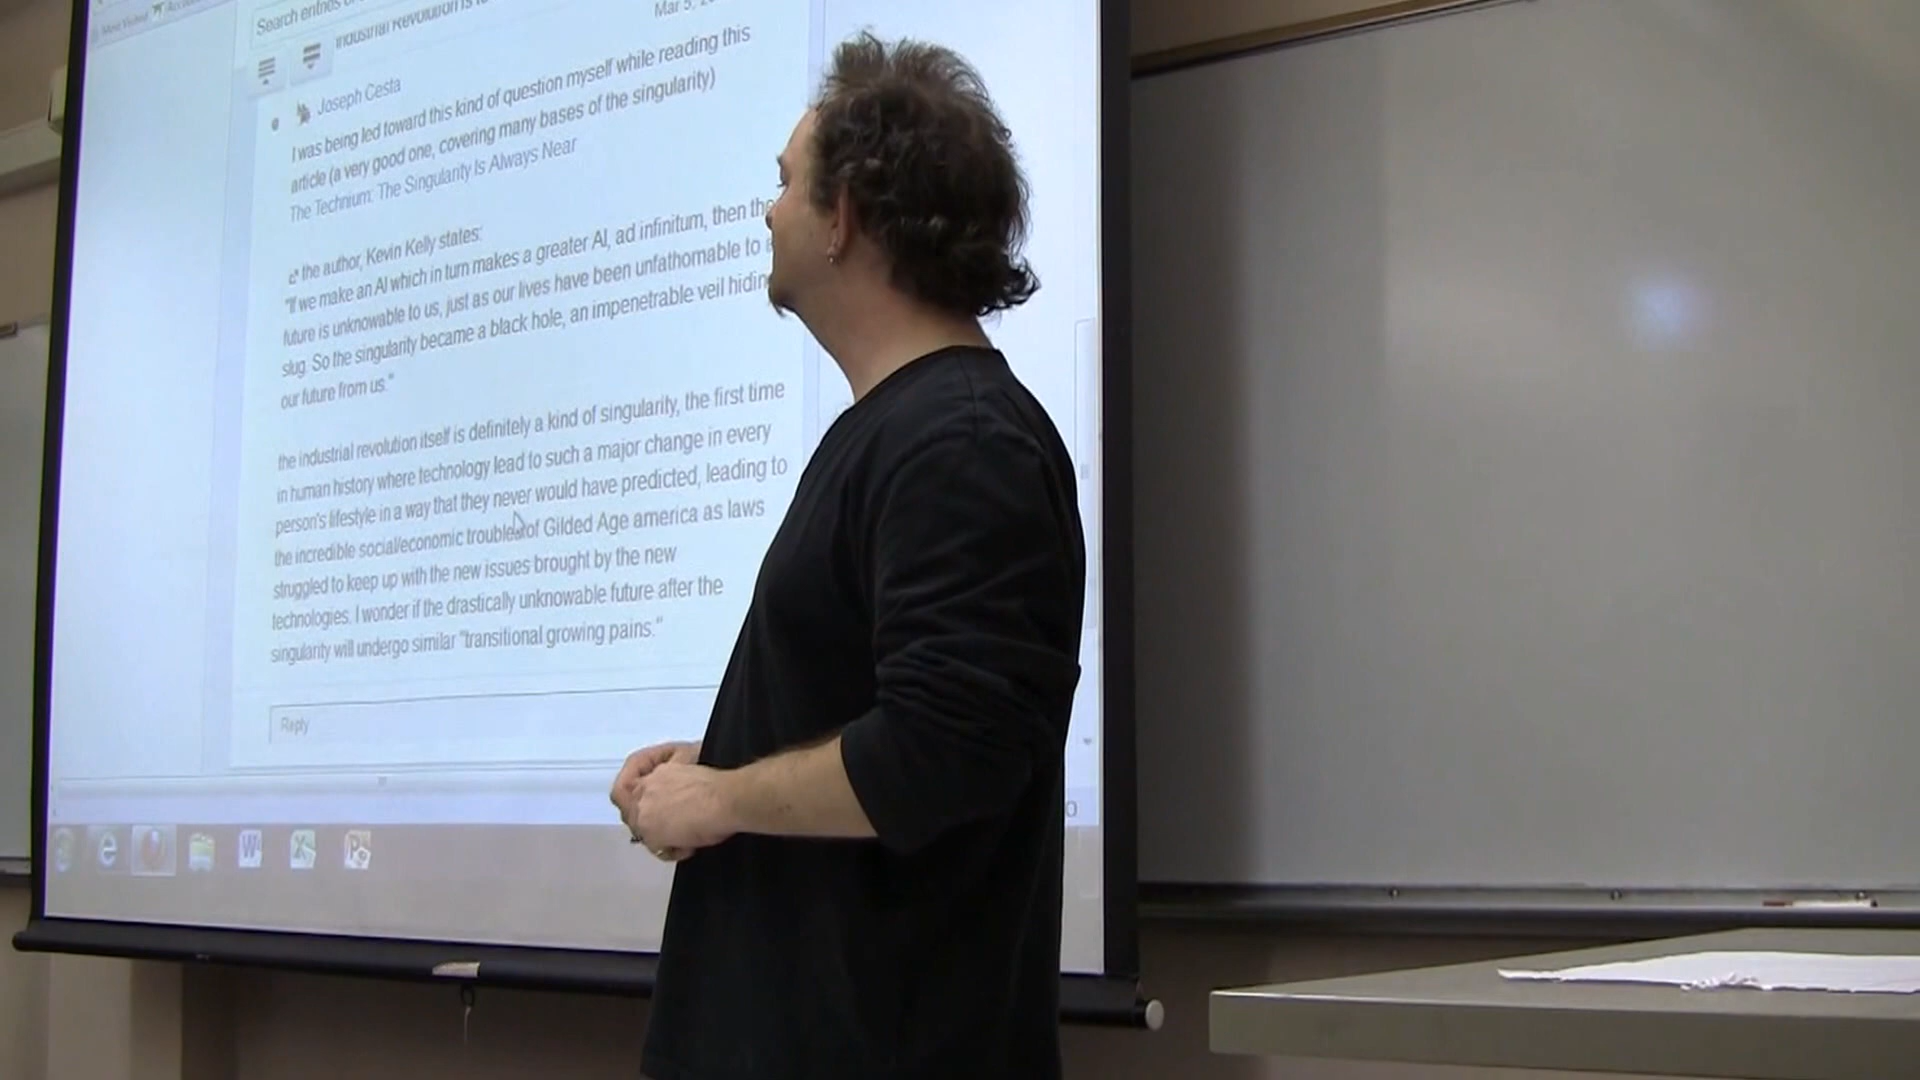 Most Visited
Search entries
Mar 5,
Industrial Revolution is
Joseph Cesta
I was being led toward this kind of question myself while reading this
article (a very good one, covering many bases of the singularity)
The Technium: The Singularity Is Always Near
the author, Kevin Kelly states:
"If we make an AI which in turn makes a greater AI, ad infinitum, then the
future is unknowable to us, just as our lives have been unfathomable to a
slug. So the singularity became a black hole, an impenetrable veil hiding
our future from us."
the industrial revolution itself is definitely a kind of singularity, the first time
in human history where technology lead to such a major change in every
person's lifestyle in a way that they never would have predicted, leading to
the incredible social/economic troubles of Gilded Age america as laws
struggled to keep up with the new issues brought by the new
technologies. I wonder if the drastically unknowable future after the
singularity will undergo similar "transitional growing pains."
Reply